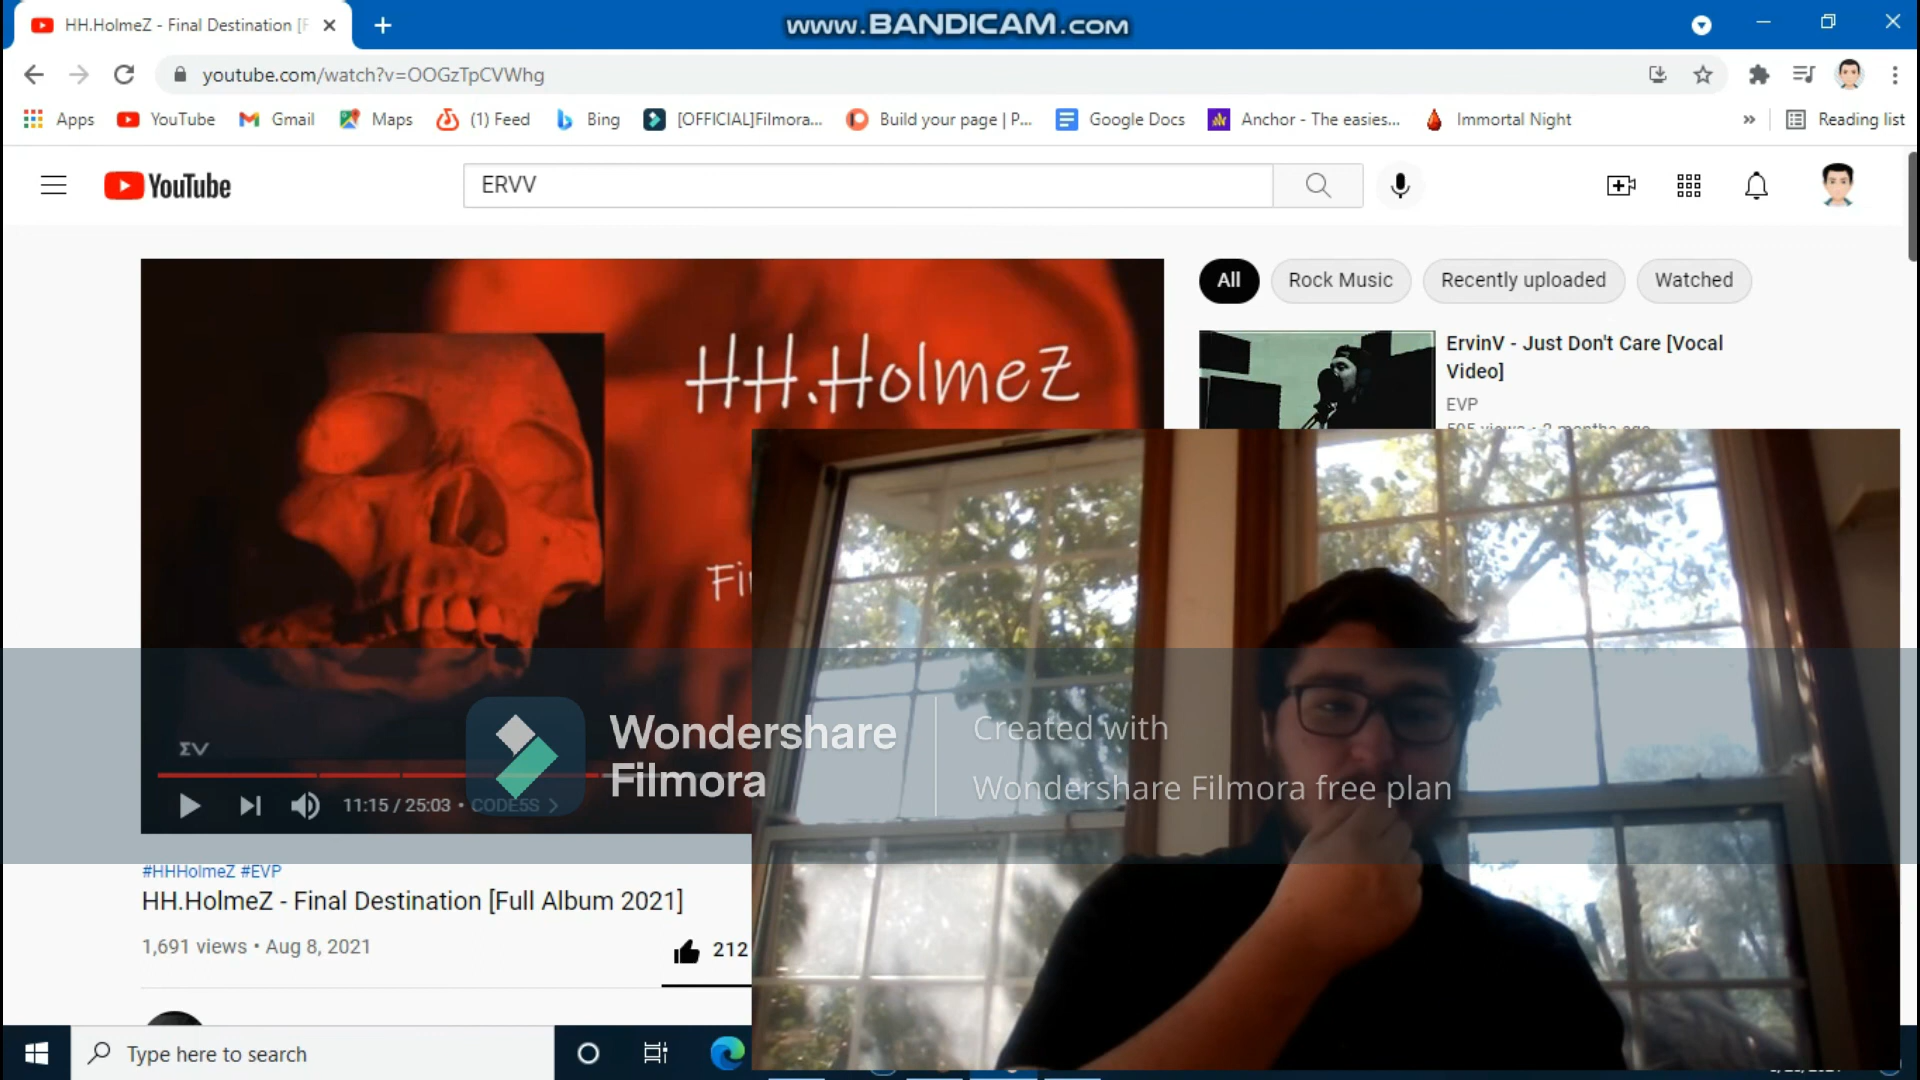 HH.HolmeZ - Final Destination [F
www.BANDICAM.com
youtube.com/watch?v=OOGzTpCVWhg
Apps YouTube Gmail Maps (1) Feed Bing [OFFICIAL]Filmora... Build your page | P... Google Docs Anchor - The easies... Immortal Night » Reading list
YouTube
ERVV
All Rock Music Recently uploaded Watched
HH.HolmeZ
ErvinV - Just Don't Care [Vocal
Video]
EVP
Fi
ΣV
Wondershare
Filmora
Created with
Wondershare Filmora free plan
11:15 / 25:03 • CODE5S >
#HHHolmeZ #EVP
HH.HolmeZ - Final Destination [Full Album 2021]
1,691 views • Aug 8, 2021
212
Type here to search